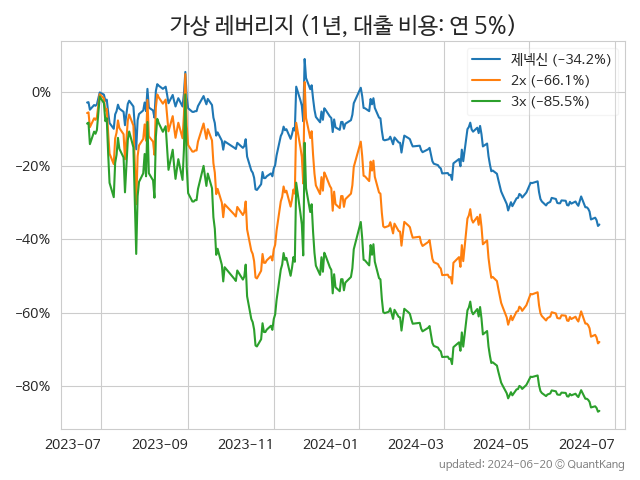 가상 레버리지 (1년, 대출 비용: 연 5%)
제넥신 (−34.2%)
2x (−66.1%)
3x (−85.5%)
0%
−20%
−40%
−60%
−80%
2023−07 2023−09 2023−11 2024−01 2024−03 2024−05 2024−07
updated: 2024-06-20 © QuantKang